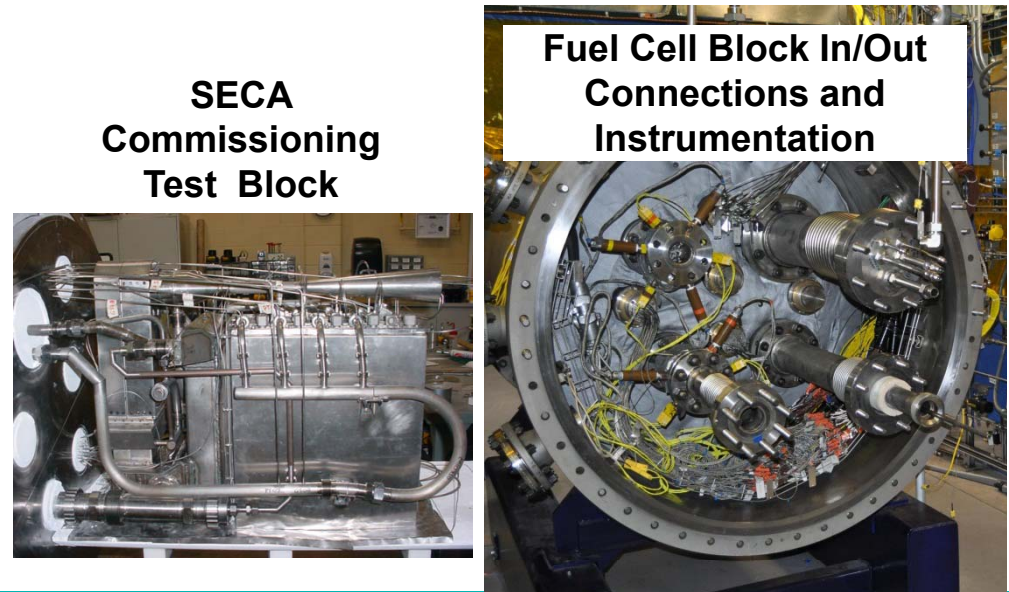 SECA
Commissioning
Test Block
Fuel Cell Block In/Out
Connections and
Instrumentation